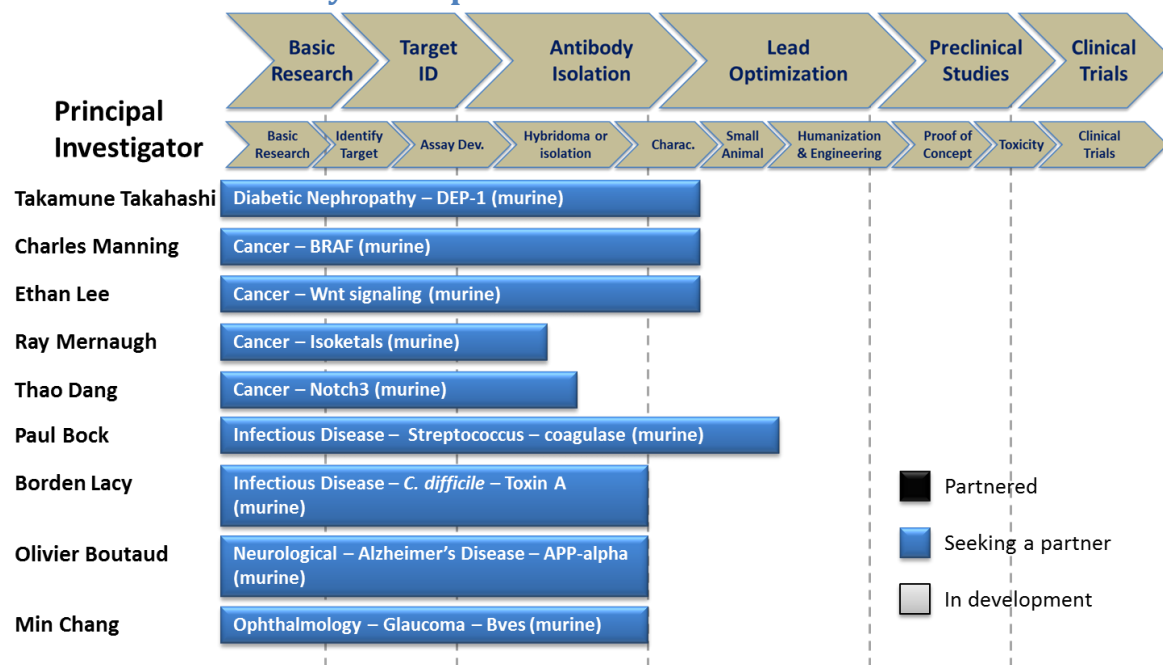 Basic
Research
Target
ID
Antibody
Isolation
Lead
Optimization
Preclinical
Studies
Clinical
Trials
Principal
Investigator
Basic
Research
Identify
Target
Assay Dev.
Hybridoma or
isolation
Charac.
Small
Animal
Humanization
& Engineering
Proof of
Concept
Toxicity
Clinical
Trials
Takamune Takahashi
Diabetic Nephropathy – DEP-1 (murine)
Charles Manning
Cancer – BRAF (murine)
Ethan Lee
Cancer – Wnt signaling (murine)
Ray Mernaugh
Cancer – Isoketals (murine)
Thao Dang
Cancer – Notch3 (murine)
Paul Bock
Infectious Disease –  Streptococcus – coagulase (murine)
Borden Lacy
Infectious Disease – C. difficile – Toxin A
(murine)
Olivier Boutaud
Neurological – Alzheimer’s Disease – APP-alpha
(murine)
Min Chang
Ophthalmology – Glaucoma – Bves (murine)
Partnered
Seeking a partner
In development